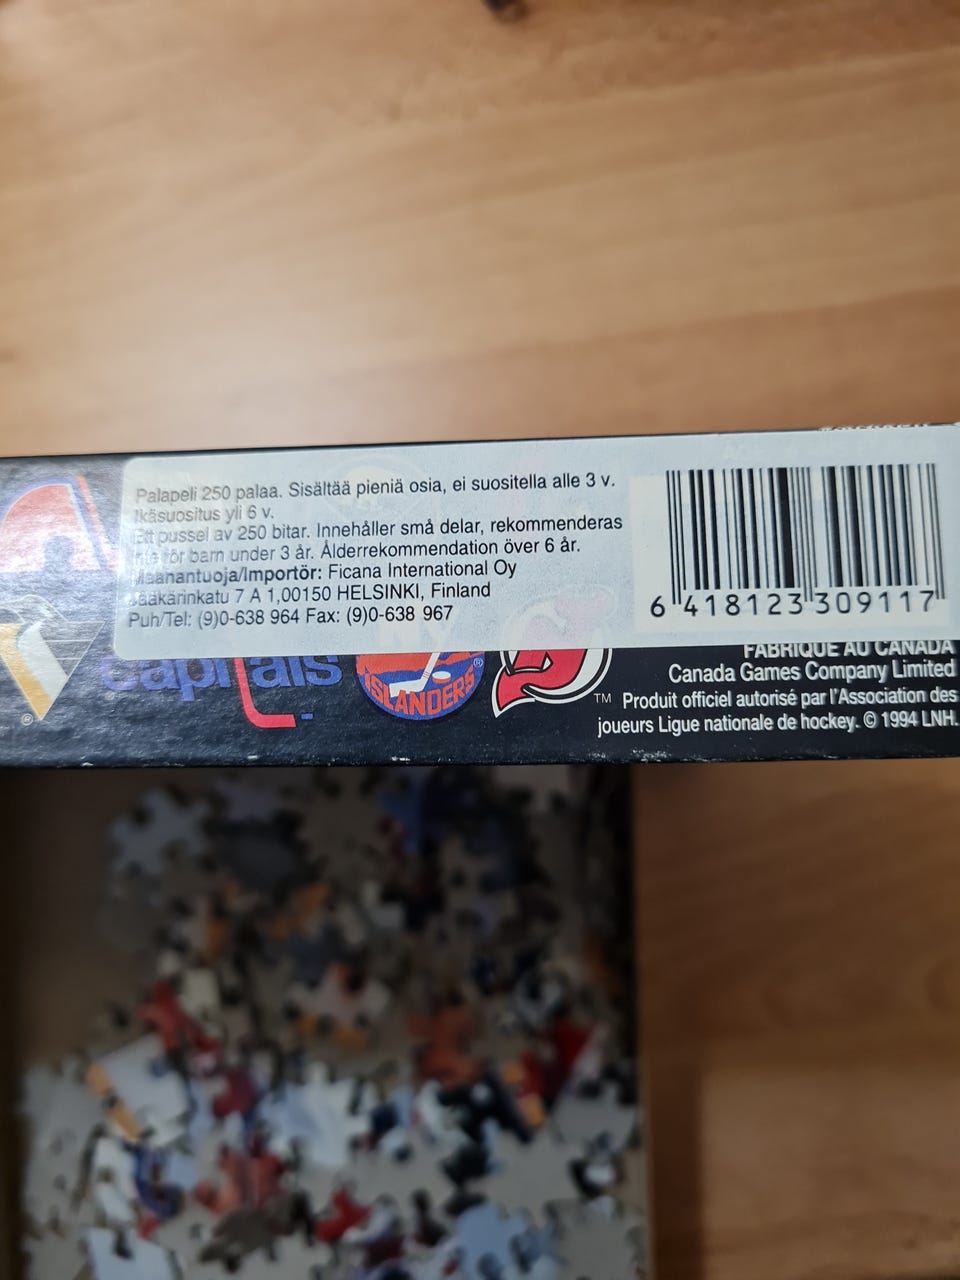 Palapeli 250 palaa. Sisältää pieniä osia, ei suositella alle 3 v.
Ikäsuositus yli 6 v.
Ett pussel av 250 bitar. Innehåller små delar, rekommenderas
inte för barn under 3 år. Ålderrekommendation över 6 år.
Maahantuoja/Importör: Ficana International Oy
Jääkärinkatu 7 A 1,00150 HELSINKI, Finland
Puh/Tel: (9)0-638 964 Fax: (9)0-638 967
6 418123 309117
capitals
ISLANDERS ®
®
TM
FABRIQUÉ AU CANADA
Canada Games Company Limited
Produit officiel autorisé par l'Association des
joueurs Ligue nationale de hockey. © 1994 LNH.